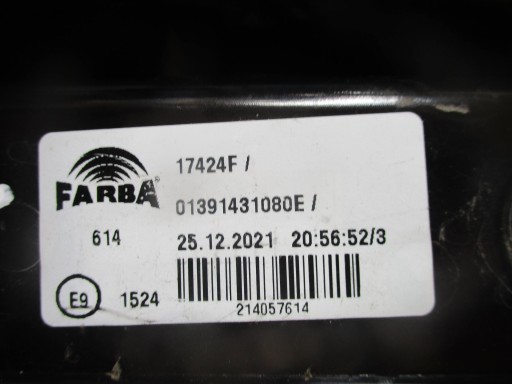 FARBA
17424F /
01391431080E /
614
25.12.2021 20:56:52/3
E9 1524
214057614